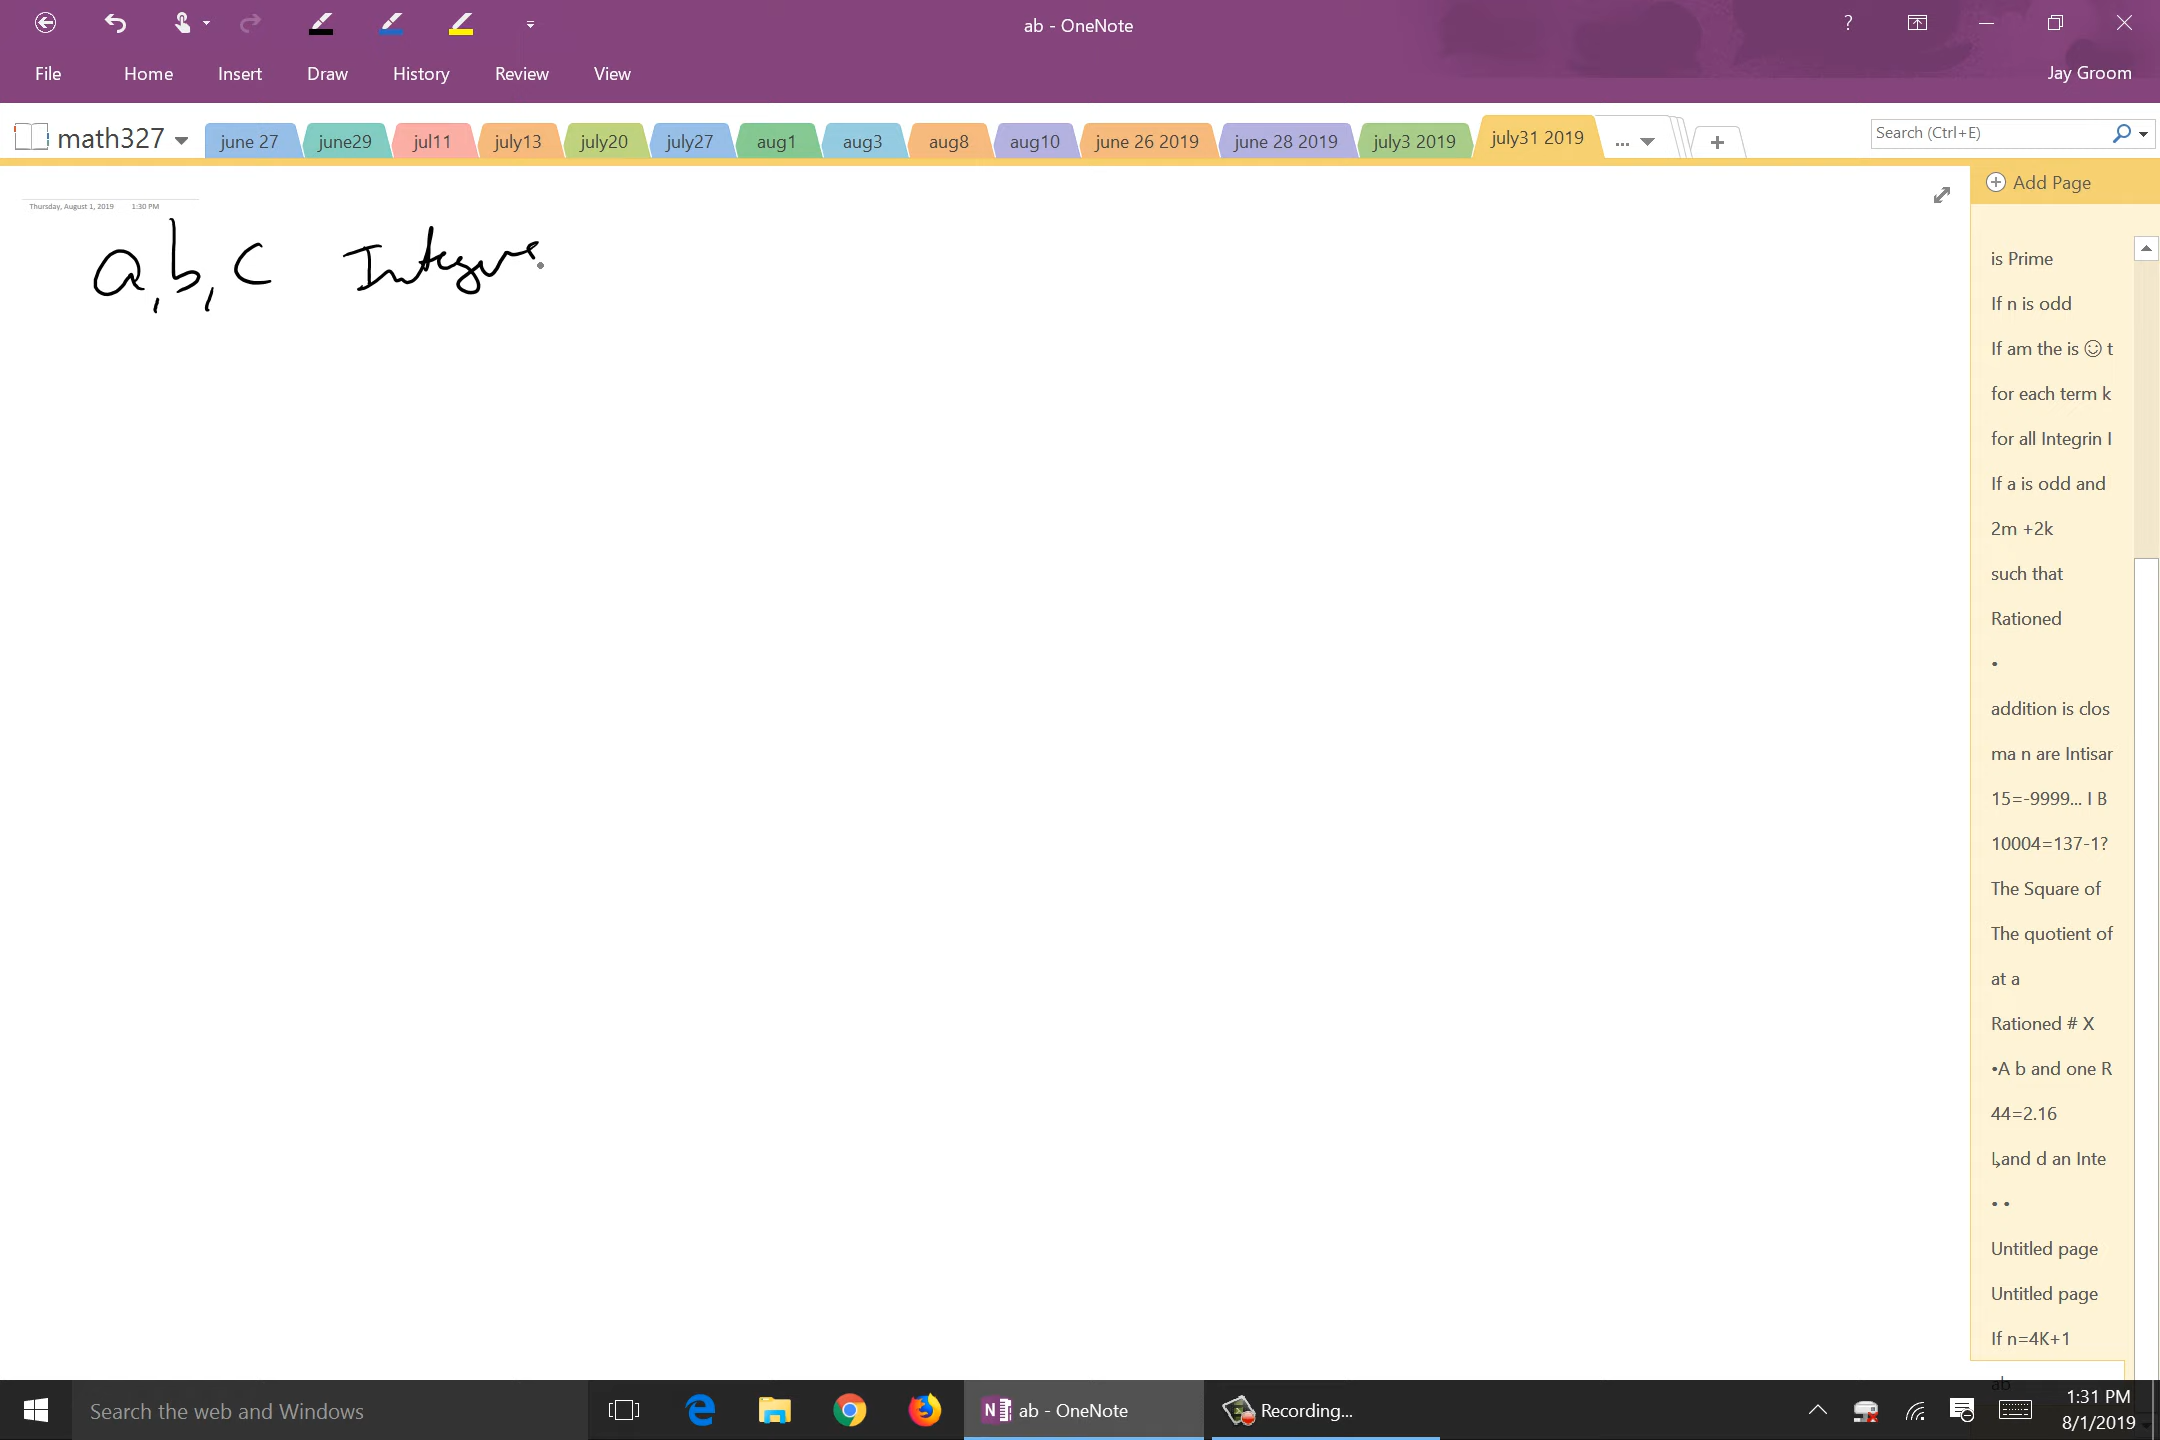 ab - OneNote
?
File Home Insert Draw History Review View
Jay Groom
math327
june 27 june29 jul11 july13 july20 july27 aug1 aug3 aug8 aug10 june 26 2019 june 28 2019 july3 2019 july31 2019 ...
Search (Ctrl+E)
Add Page
Thursday, August 1, 2019 1:30 PM
a, b, c
is Prime
If n is odd
If am the is ☺ t
for each term k
for all Integrin I
If a is odd and
2m +2k
such that
Rationed
•
addition is clos
ma n are Intisar
15=-9999... I B
10004=137-1?
The Square of
The quotient of
at a
Rationed # X
•A b and one R
44=2.16
and d an Inte
• •
Untitled page
Untitled page
If n=4K+1
ab
Search the web and Windows
ab - OneNote
Recording...
1:31 PM
8/1/2019